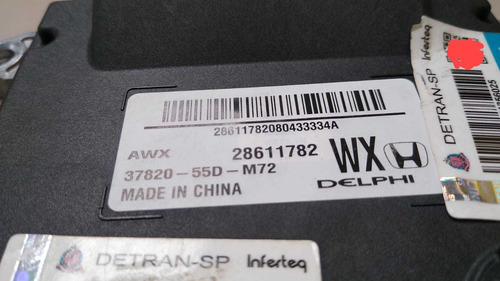 DETRAN-SP Inferteq
28611782080433334A
AWX 28611782 WX
37820-55D-M72
MADE IN CHINA DELPHI
DETRAN-SP Inferteq